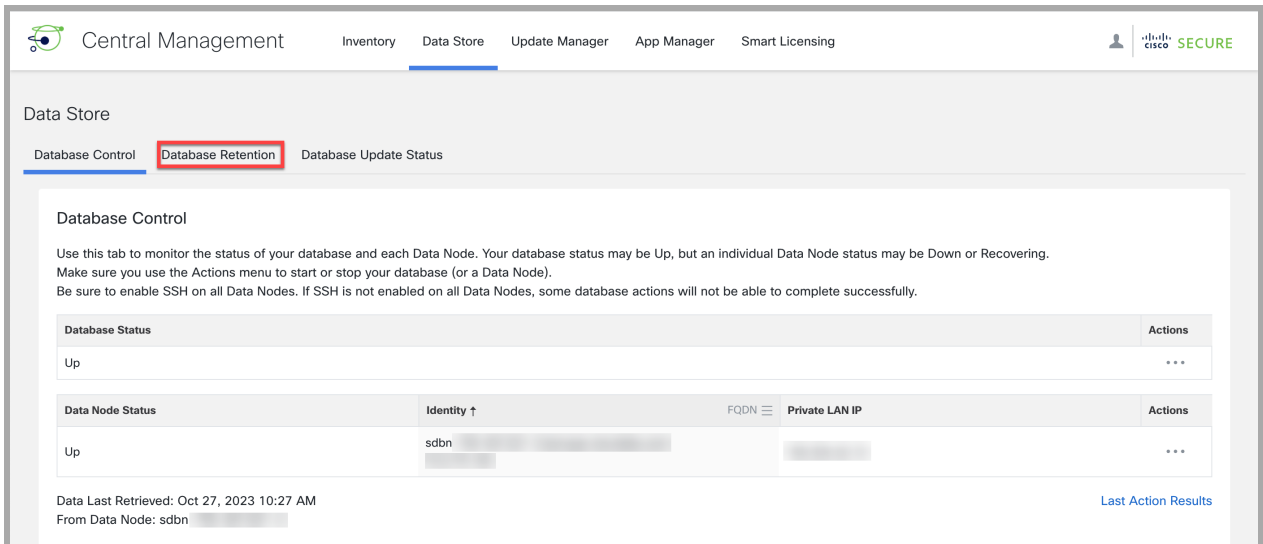 Central Management
Inventory
Data Store
Update Manager
App Manager
Smart Licensing
cisco SECURE
Data Store
Database Control
Database Retention
Database Update Status
Database Control
Use this tab to monitor the status of your database and each Data Node. Your database status may be Up, but an individual Data Node status may be Down or Recovering.
Make sure you use the Actions menu to start or stop your database (or a Data Node).
Be sure to enable SSH on all Data Nodes. If SSH is not enabled on all Data Nodes, some database actions will not be able to complete successfully.
Database Status
Actions
Up
Data Node Status
Identity ↑
FQDN
Private LAN IP
Actions
Up
sdbn
Data Last Retrieved: Oct 27, 2023 10:27 AM
Last Action Results
From Data Node: sdbn